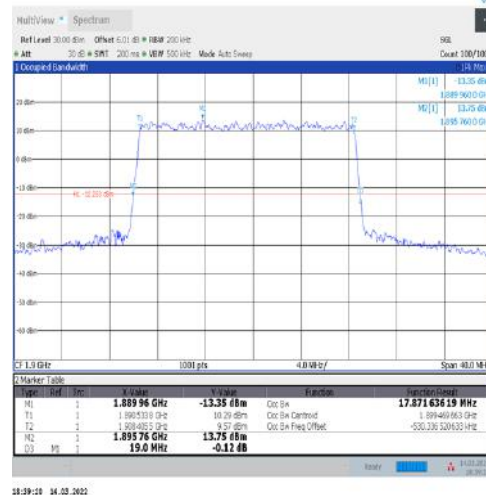 MultiView Spectrum
Ref Level 30.00 dBm Offset 6.01 dB RBW 200 kHz SGL
Att 30 dB SWT 200 ms VBW 500 kHz Mode Auto Sweep Count 100/100
1 Occupied Bandwidth
M1[1] -13.35 dBm
1.889 960 0 GHz
M2[1] 13.75 dBm
1.895 760 0 GHz
20 dBm
10 dBm
0 dBm
-10 dBm
-20 dBm
-30 dBm
-40 dBm
-50 dBm
-60 dBm
CF 1.9 GHz 1001 pts 4.0 MHz/ Span 40.0 MHz
2 Marker Table
Type Ref Trc X-Value Y-Value Function Function Result
M1 1 1.889 96 GHz -13.35 dBm Occ Bw 17.871 636 19 MHz
T1 1 10.29 dBm Occ Bw Centroid 1.899 469 663 GHz
T2 1 9.57 dBm Occ Bw Freq Offset -530.336 520 633 kHz
M2 1 1.895 76 GHz 13.75 dBm
D3 M1 1 19.0 MHz -0.12 dB
Ready
18:39:20 14.03.2022